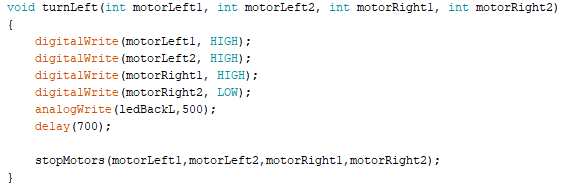 void turnLeft(int motorLeft1, int motorLeft2, int motorRight1, int motorRight2)
{
digitalWrite(motorLeft1, HIGH);
digitalWrite(motorLeft2, HIGH);
digitalWrite(motorRight1, HIGH);
digitalWrite(motorRight2, LOW);
analogWrite(ledBackL,500);
delay(700);
stopMotors(motorLeft1,motorLeft2,motorRight1,motorRight2);
}